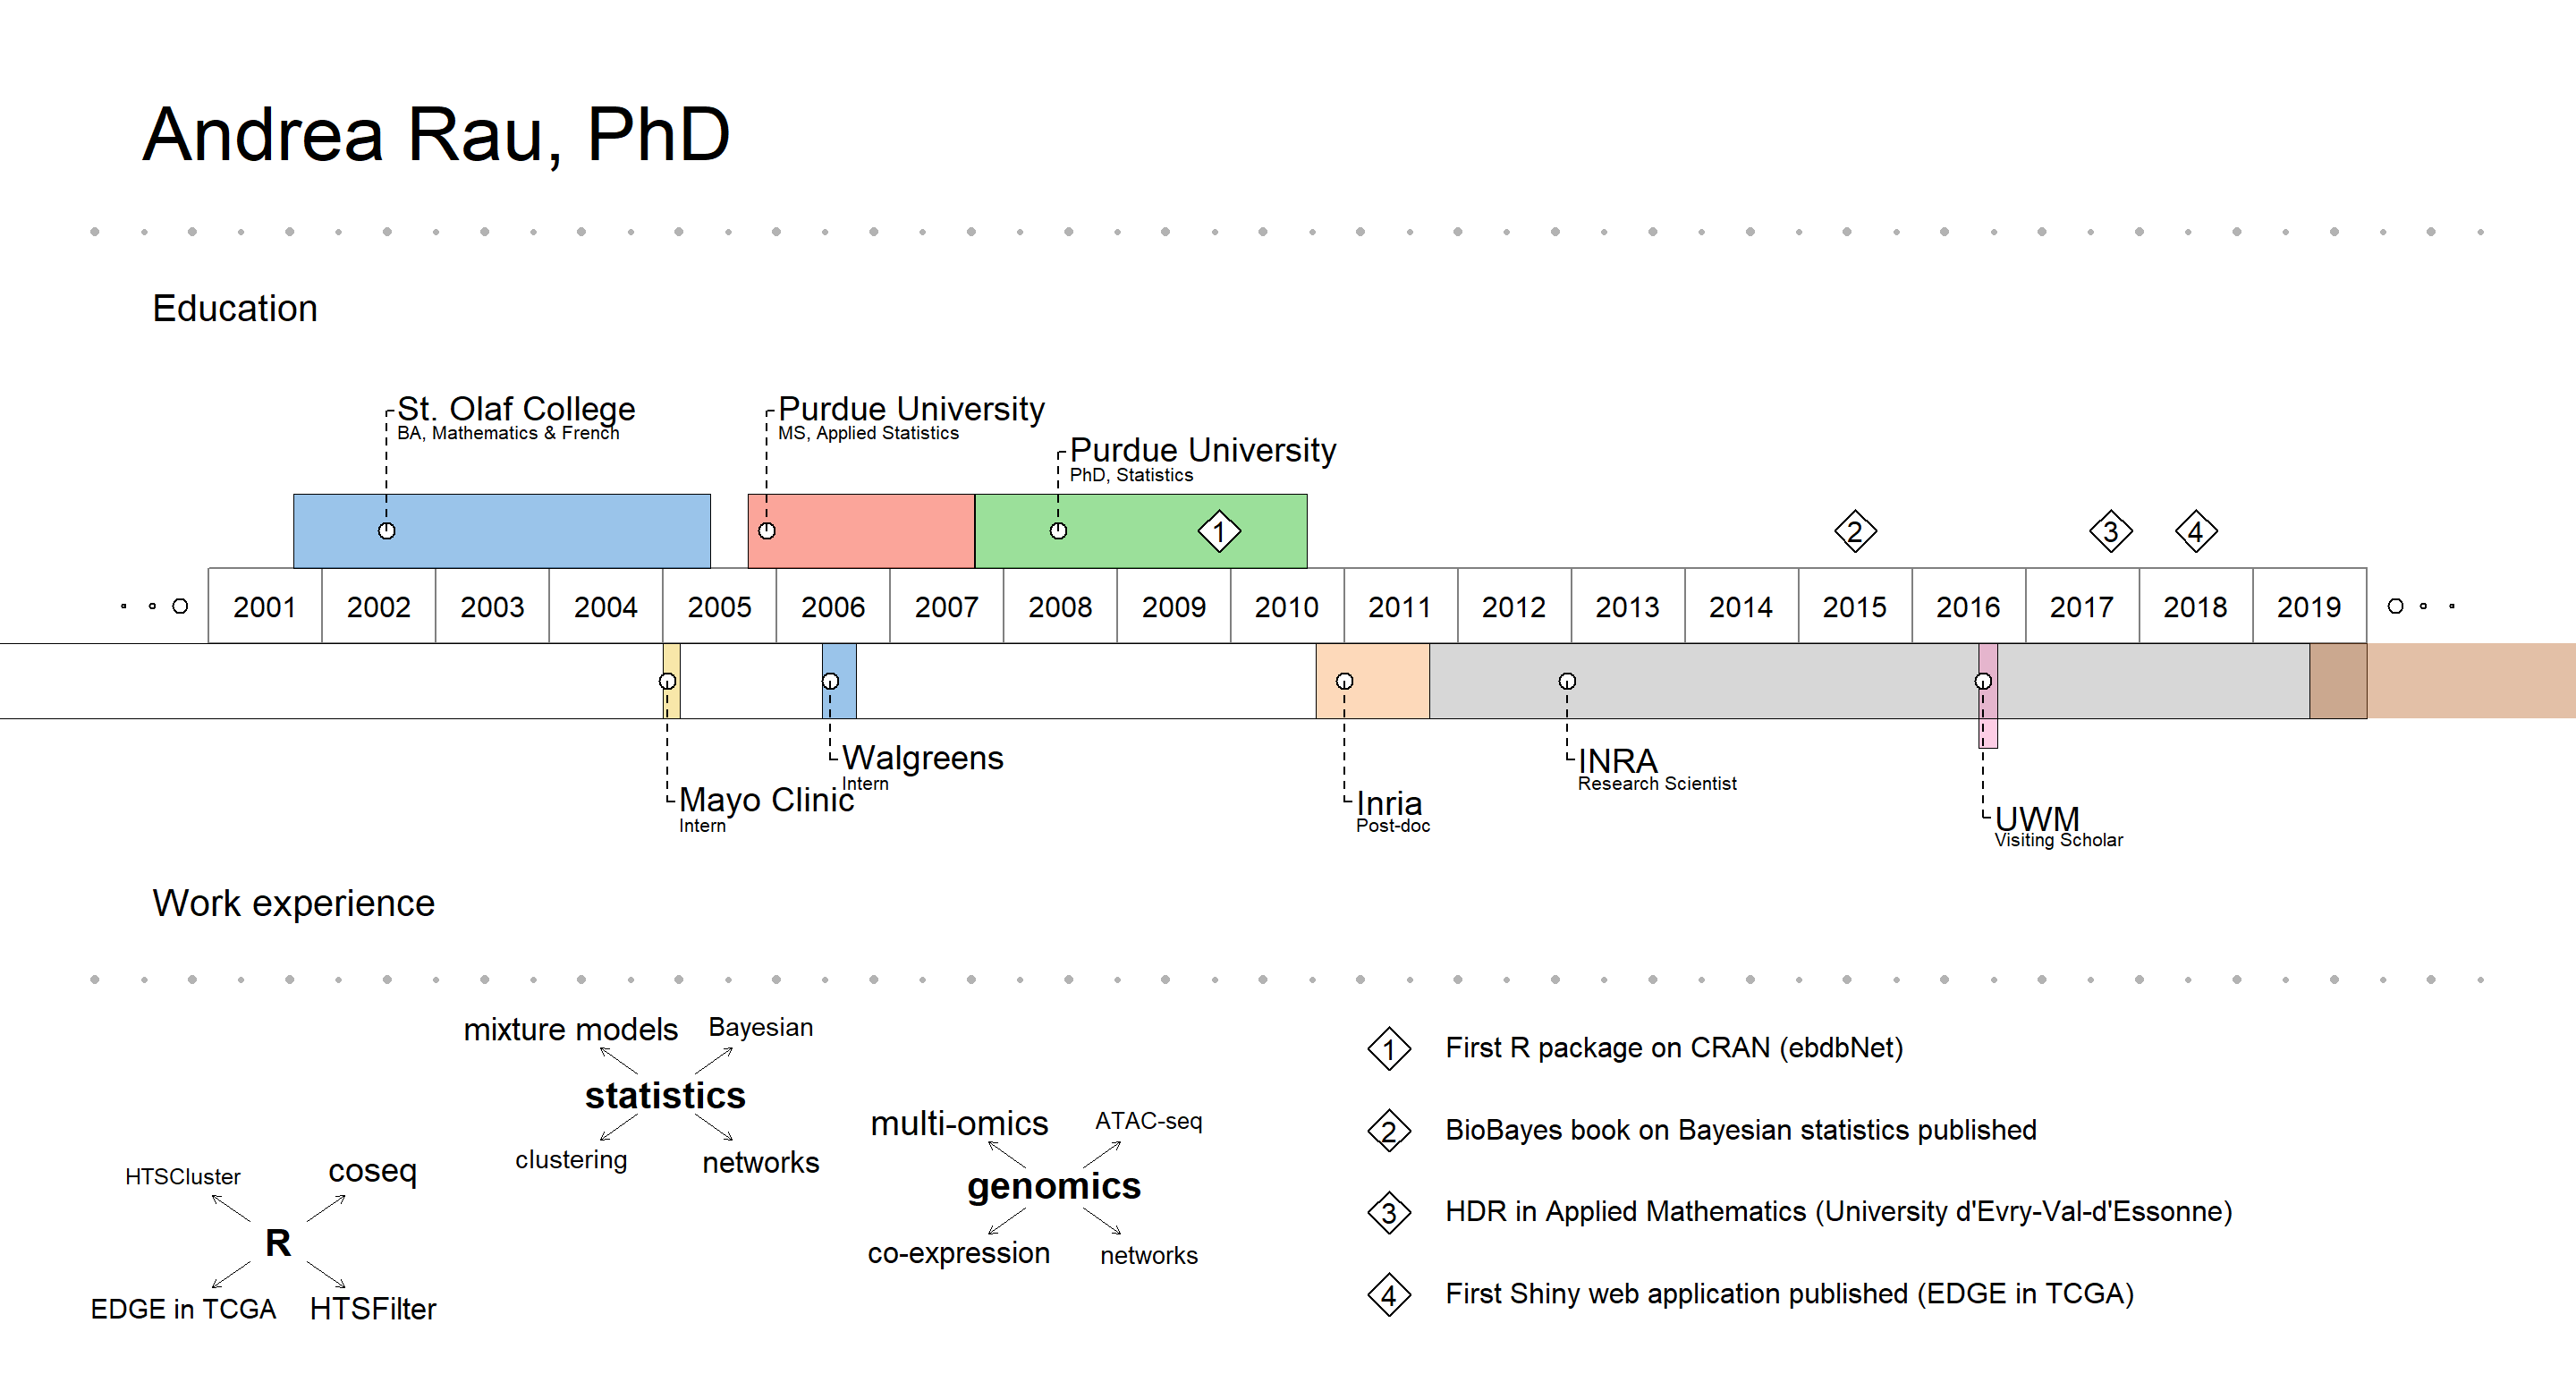 Andrea Rau, PhD
Education
St. Olaf College
BA, Mathematics & French
Purdue University
MS, Applied Statistics
Purdue University
PhD, Statistics
1
2
3
4
2001 2002 2003 2004 2005 2006 2007 2008 2009 2010 2011 2012 2013 2014 2015 2016 2017 2018 2019
Walgreens
Intern
Mayo Clinic
Intern
Inria
Post-doc
INRA
Research Scientist
UWM
Visiting Scholar
Work experience
HTSCluster
coseq
R
EDGE in TCGA
HTSFilter
mixture models
Bayesian
statistics
clustering
networks
multi-omics
ATAC-seq
genomics
co-expression
networks
1 First R package on CRAN (ebdbNet)
2 BioBayes book on Bayesian statistics published
3 HDR in Applied Mathematics (University d'Evry-Val-d'Essonne)
4 First Shiny web application published (EDGE in TCGA)